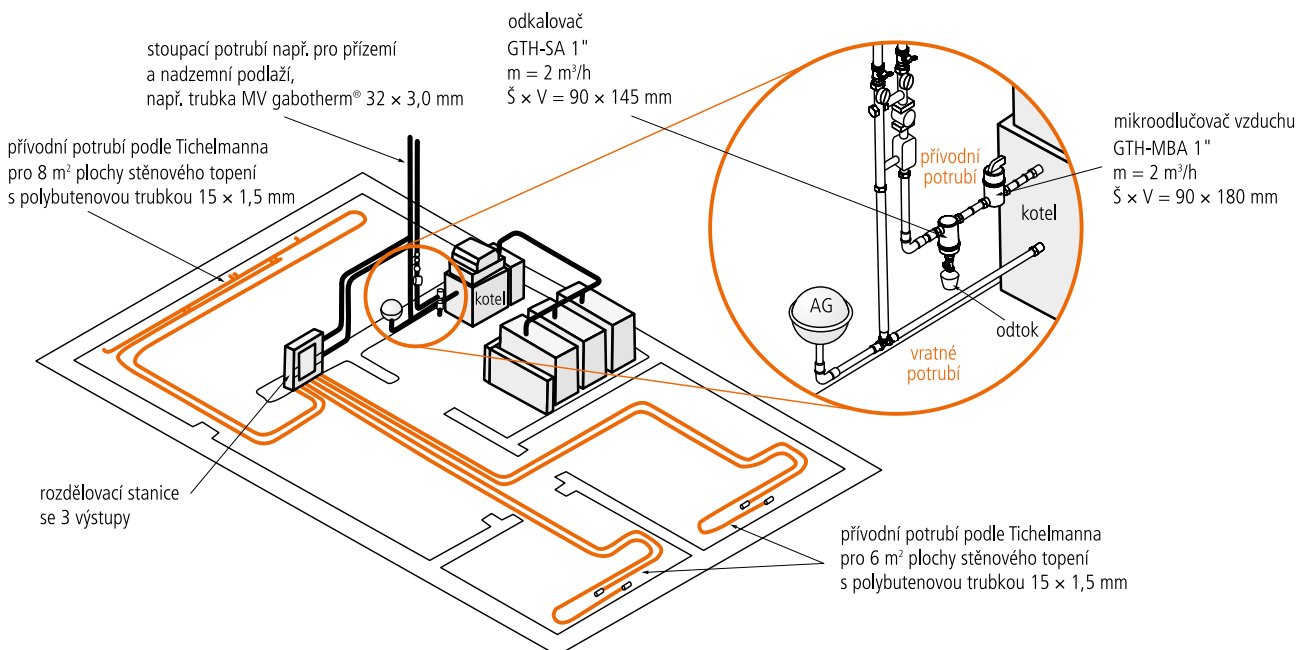 stoupací potrubí např. pro přízemí
a nadzemní podlaží,
např. trubka MV gabotherm® 32 × 3,0 mm
odkalovač
GTH-SA 1"
m = 2 m³/h
Š × V = 90 × 145 mm
mikroodlučovač vzduchu
GTH-MBA 1"
m = 2 m³/h
Š × V = 90 × 180 mm
přívodní potrubí podle Tichelmanna
pro 8 m² plochy stěnového topení
s polybutenovou trubkou 15 × 1,5 mm
přívodní
potrubí
kotel
kotel
AG
odtok
vratné
potrubí
rozdělovací stanice
se 3 výstupy
přívodní potrubí podle Tichelmanna
pro 6 m² plochy stěnového topení
s polybutenovou trubkou 15 × 1,5 mm